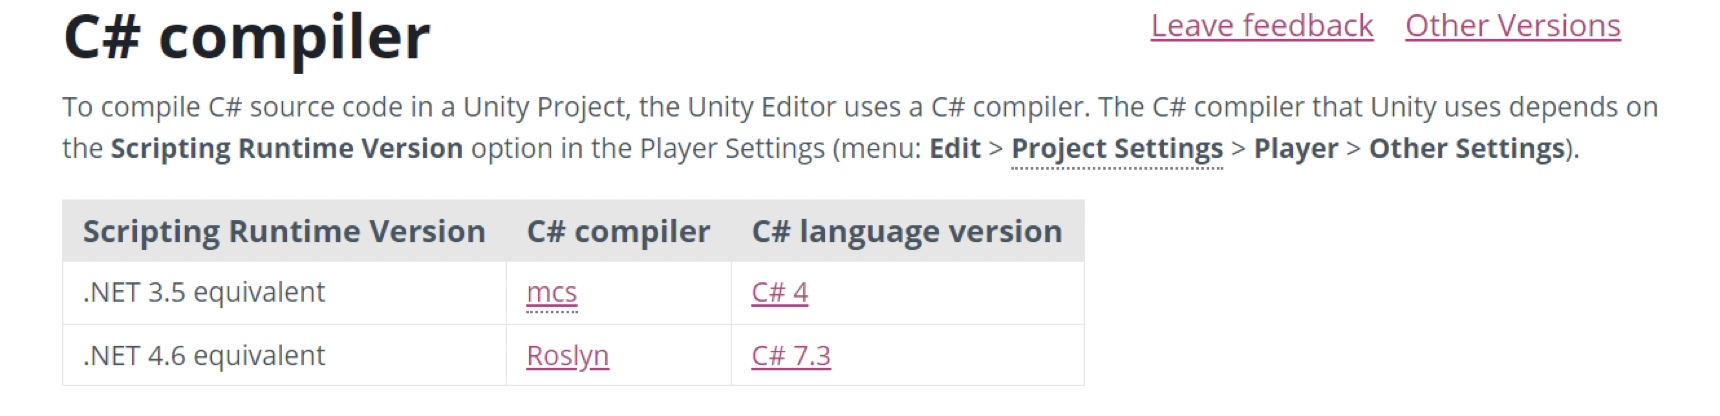 C# compiler
Leave feedback Other Versions
To compile C# source code in a Unity Project, the Unity Editor uses a C# compiler. The C# compiler that Unity uses depends on
the Scripting Runtime Version option in the Player Settings (menu: Edit > Project Settings > Player > Other Settings).
Scripting Runtime Version C# compiler C# language version
.NET 3.5 equivalent mcs C# 4
.NET 4.6 equivalent Roslyn C# 7.3